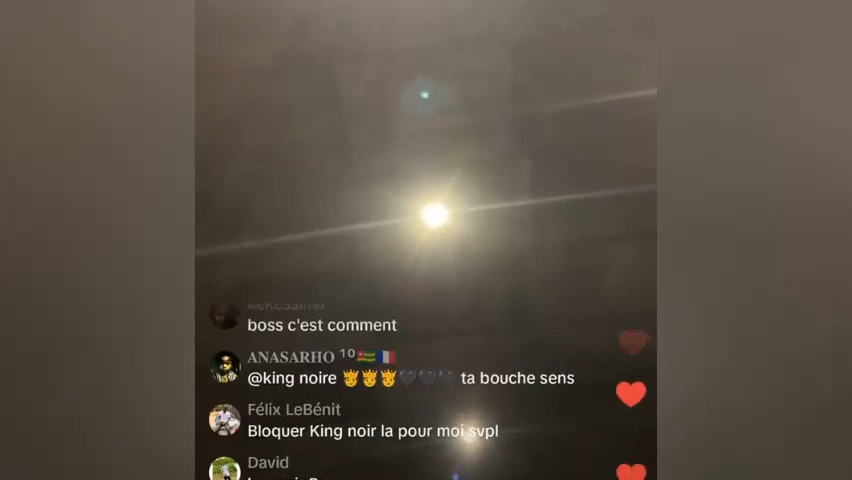 boss c'est comment
ANASARHO ¹⁰🇹🇬🇫🇷
@king noire 🤴🤴🤴🖤🖤🖤 ta bouche sens
Félix LeBénit
Bloquer King noir la pour moi svpl
David